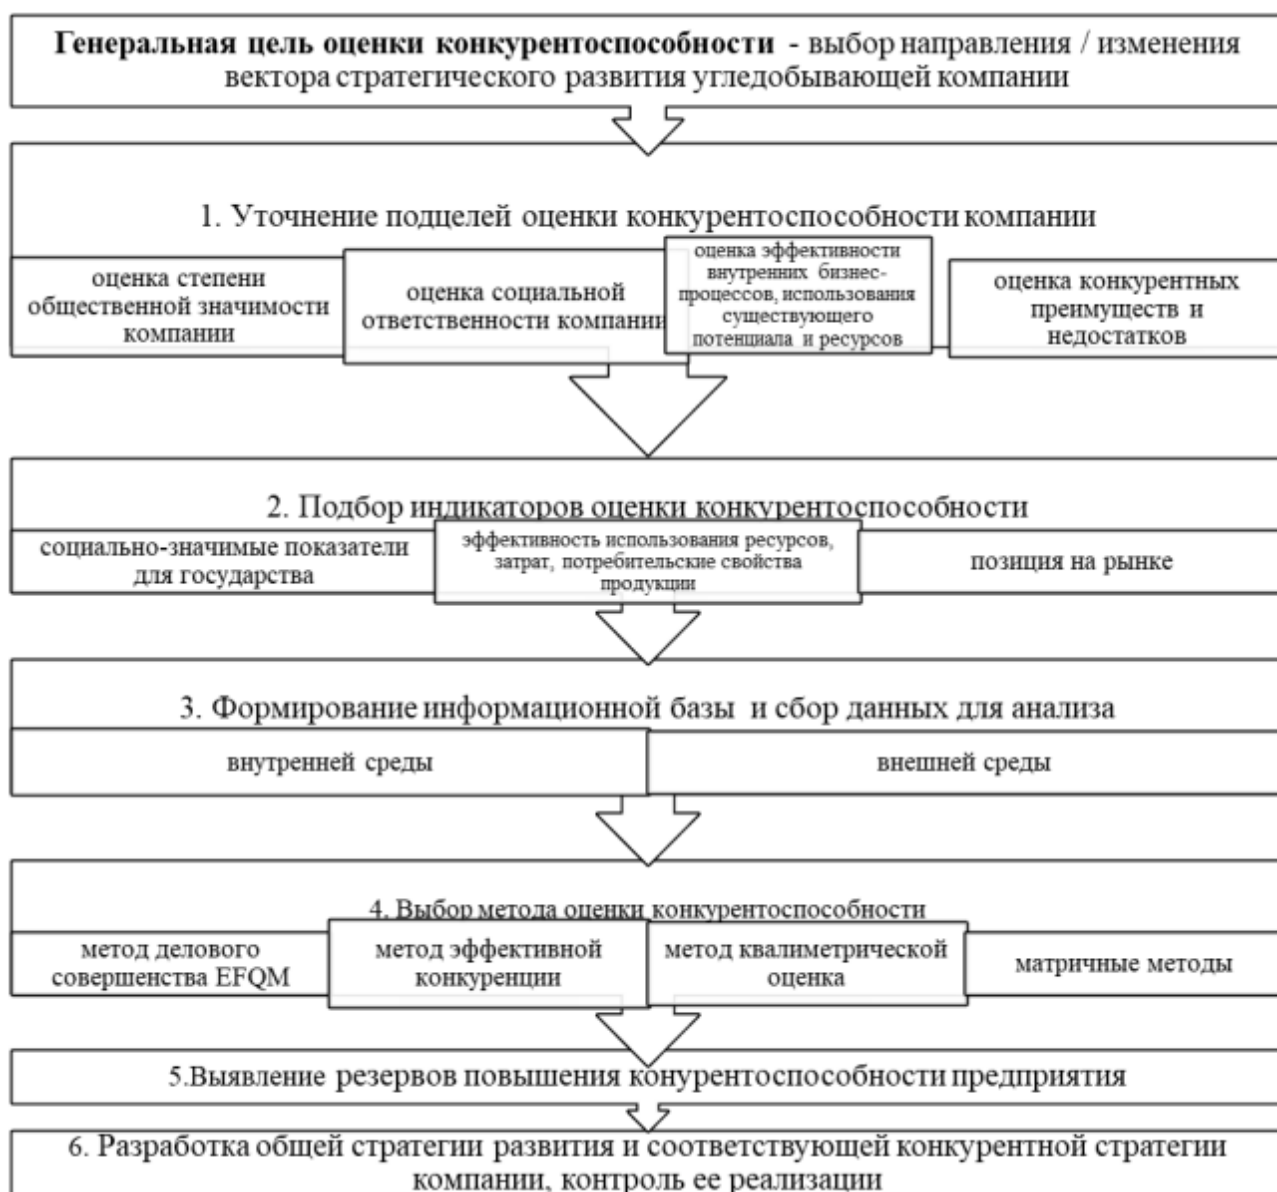 Генеральная цель оценки конкурентоспособности - выбор направления / изменения
вектора стратегического развития угледобывающей компании
1. Уточнение подцелей оценки конкурентоспособности компании
оценка степени
общественной значимости
компании
оценка социальной
ответственности компании
оценка эффективности
внутренних бизнес-
процессов, использования
существующего
потенциала и ресурсов
оценка конкурентных
преимуществ и
недостатков
2. Подбор индикаторов оценки конкурентоспособности
социально-значимые показатели
для государства
эффективность использования ресурсов,
затрат, потребительские свойства
продукции
позиция на рынке
3. Формирование информационной базы и сбор данных для анализа
внутренней среды
внешней среды
4. Выбор метода оценки конкурентоспособности
метод делового
совершенства EFQM
метод эффективной
конкуренции
метод квалиметрической
оценка
матричные методы
5.Выявление резервов повышения конурентоспособности предприятия
6. Разработка общей стратегии развития и соответствующей конкурентной стратегии
компании, контроль ее реализации